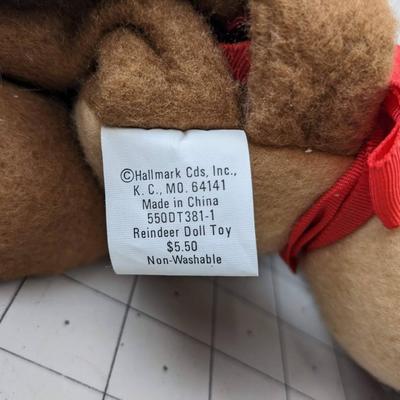 ©Hallmark Cds, Inc.,
K. C., MO. 64141
Made in China
550DT381-1
Reindeer Doll Toy
$5.50
Non-Washable